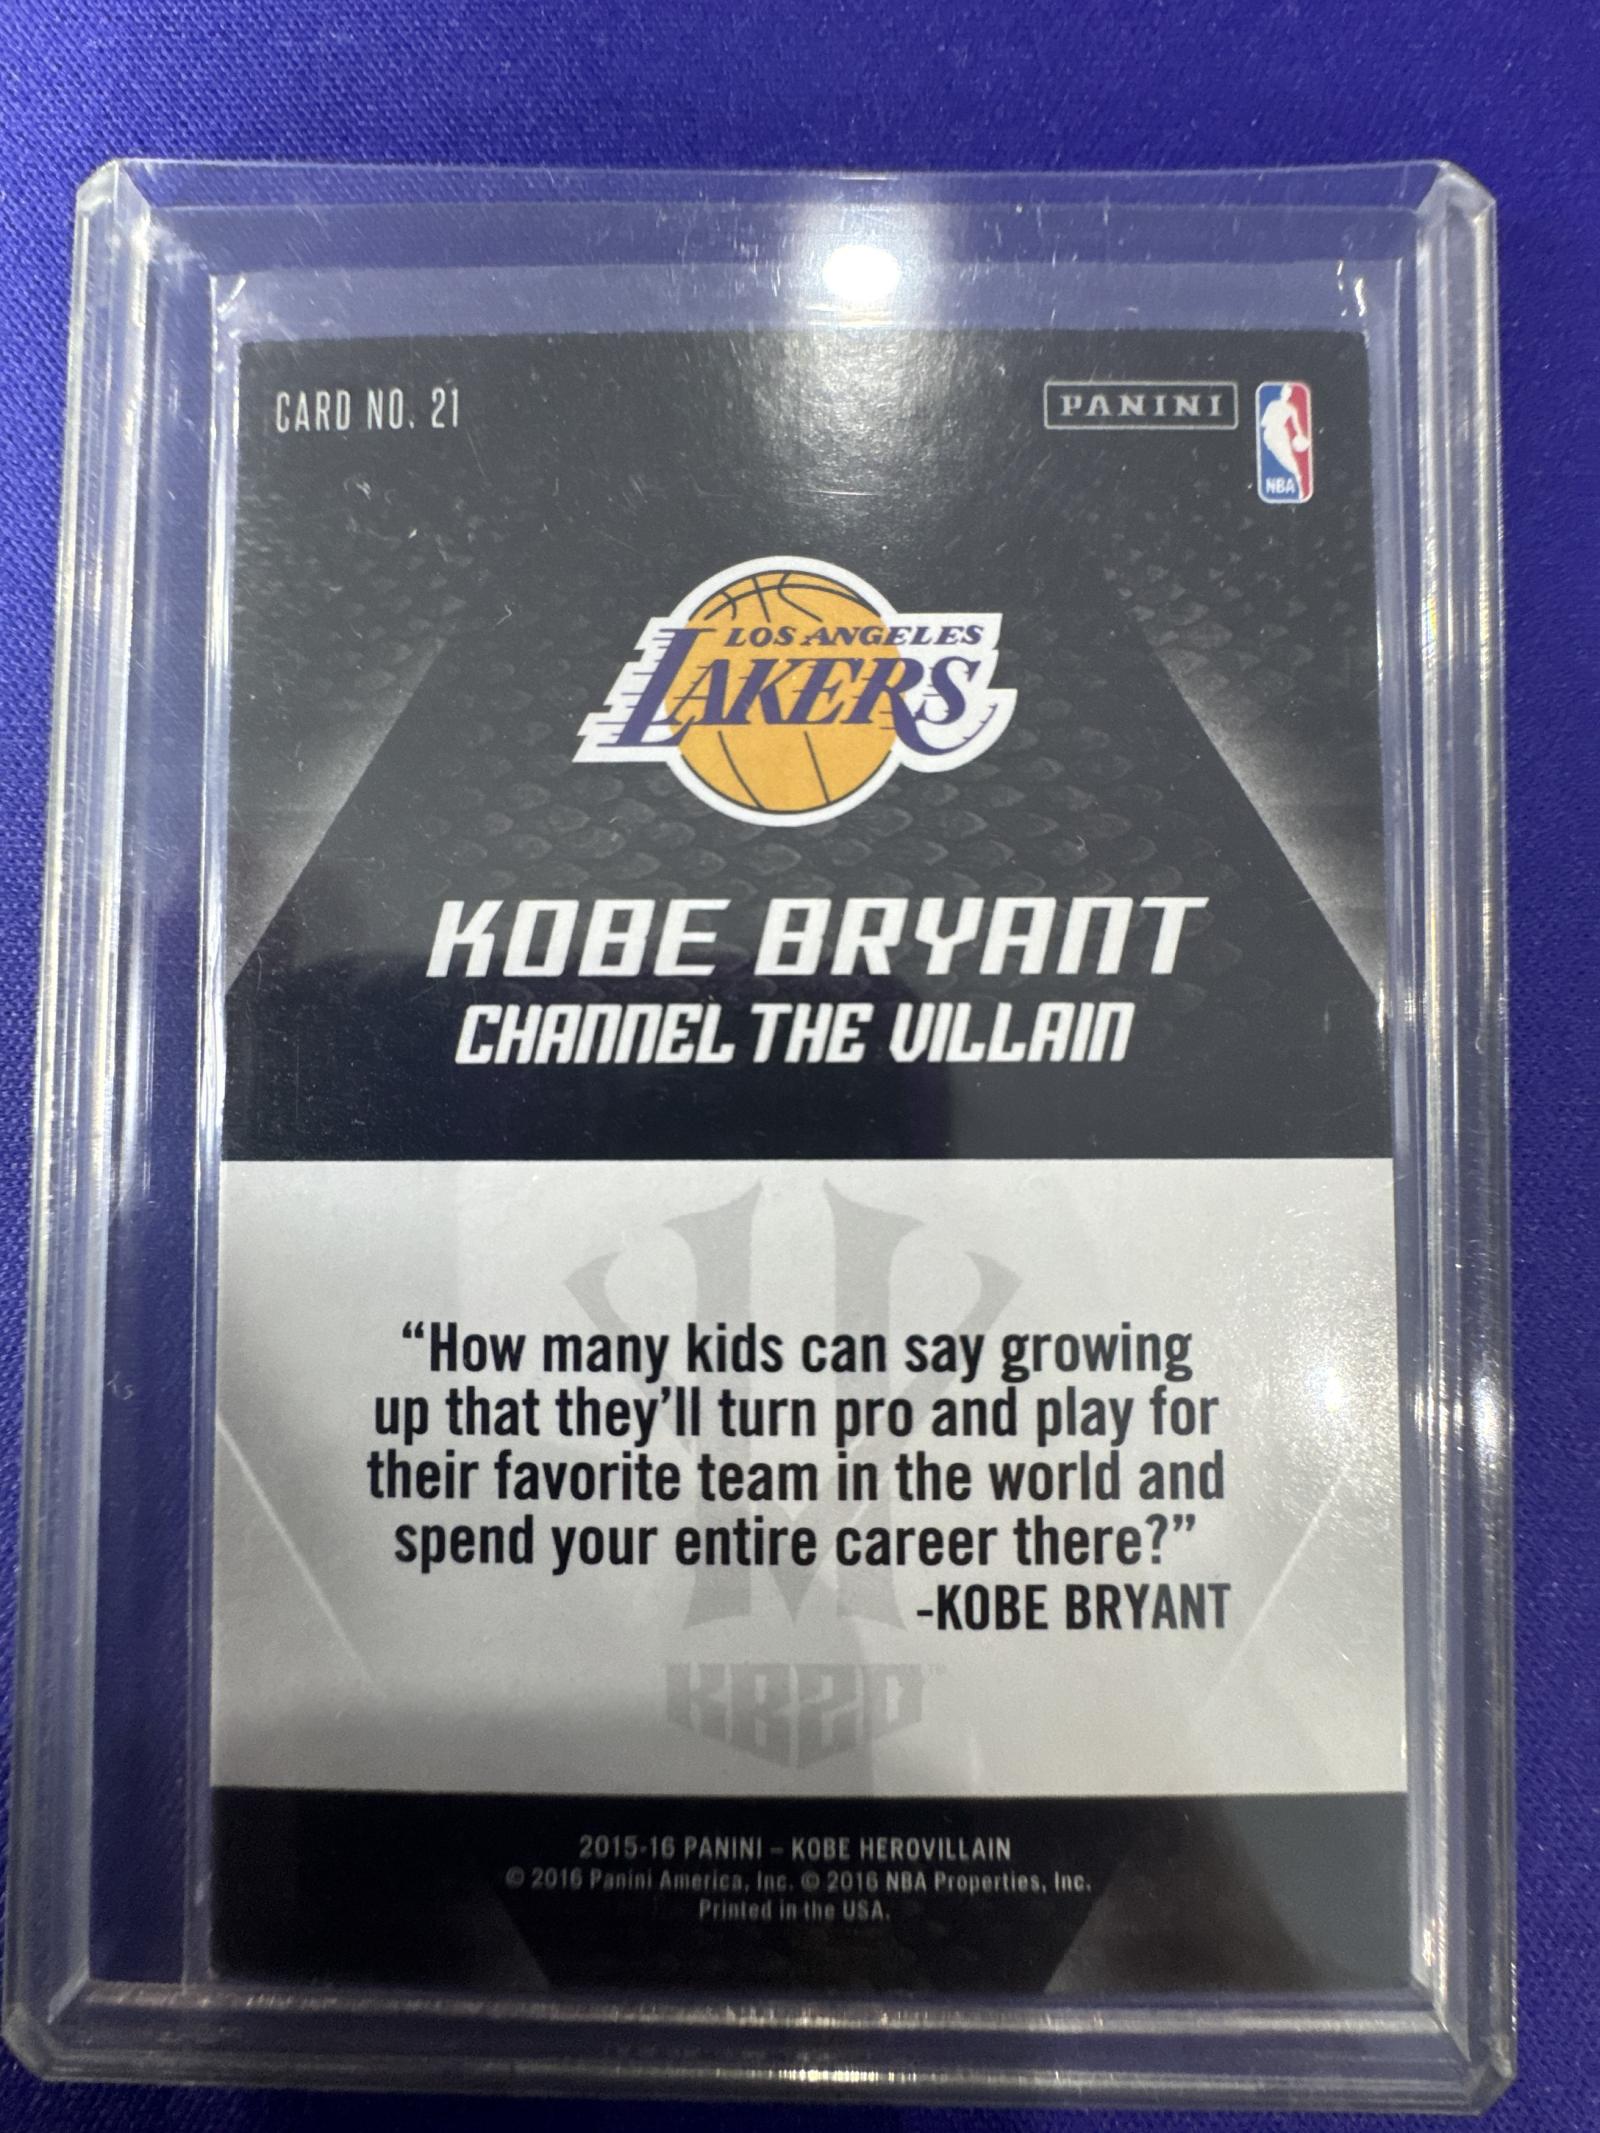 CARD NO. 21
PANINI
NBA
LOS ANGELES
LAKERS
KOBE BRYANT
CHANNEL THE VILLAIN
“How many kids can say growing
up that they’ll turn pro and play for
their favorite team in the world and
spend your entire career there?”
-KOBE BRYANT
KB20™
2015-16 PANINI – KOBE HEROVILLAIN
© 2016 Panini America, Inc. © 2016 NBA Properties, Inc.
Printed in the USA.